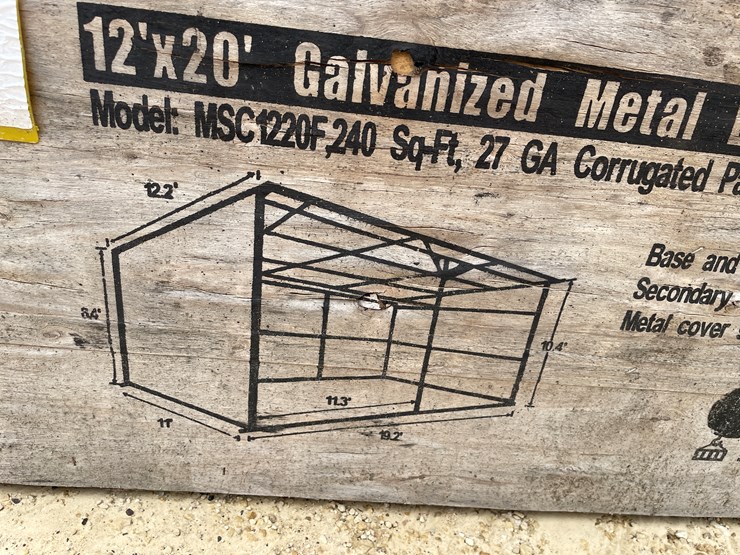 12'x20' Galvanized Metal
Model: MSC1220F,240 Sq-Ft, 27 GA Corrugated
12.2'
Base and
Secondary
Metal cover
8.4'
10.4'
11.3'
11'
19.2'